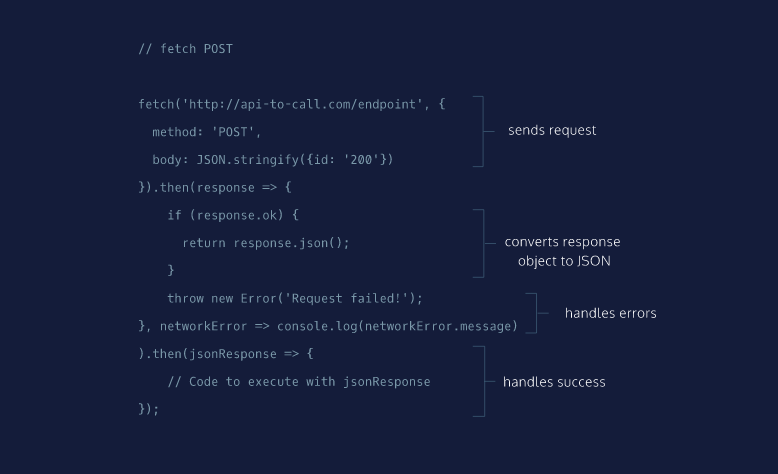 // fetch POST
fetch('http://api-to-call.com/endpoint', {
  method: 'POST',
  body: JSON.stringify({id: '200'})
}).then(response => {
    if (response.ok) {
      return response.json();
    }
    throw new Error('Request failed!');
}, networkError => console.log(networkError.message)
).then(jsonResponse => {
    // Code to execute with jsonResponse
});
sends request
converts response
object to JSON
handles errors
handles success